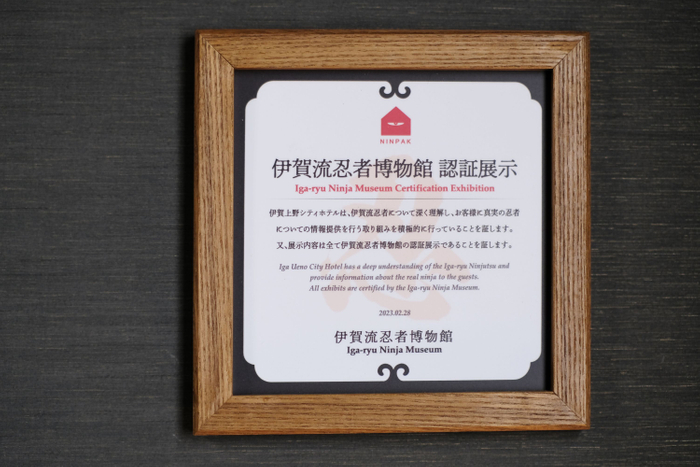 NINPAK
伊賀流忍者博物館 認証展示
Iga-ryu Ninja Museum Certification Exhibition
伊賀上野シティホテルは、伊賀流忍者について深く理解し、お客様に真実の忍者
についての情報提供を行う取り組みを積極的に行っていることを証します。
又、展示内容は全て伊賀流忍者博物館の認証展示であることを証します。
Iga Ueno City Hotel has a deep understanding of the Iga-ryu Ninjutsu and
provide information about the real ninja to the guests.
All exhibits are certified by the Iga-ryu Ninja Museum.
2023.02.28
伊賀流忍者博物館
Iga-ryu Ninja Museum